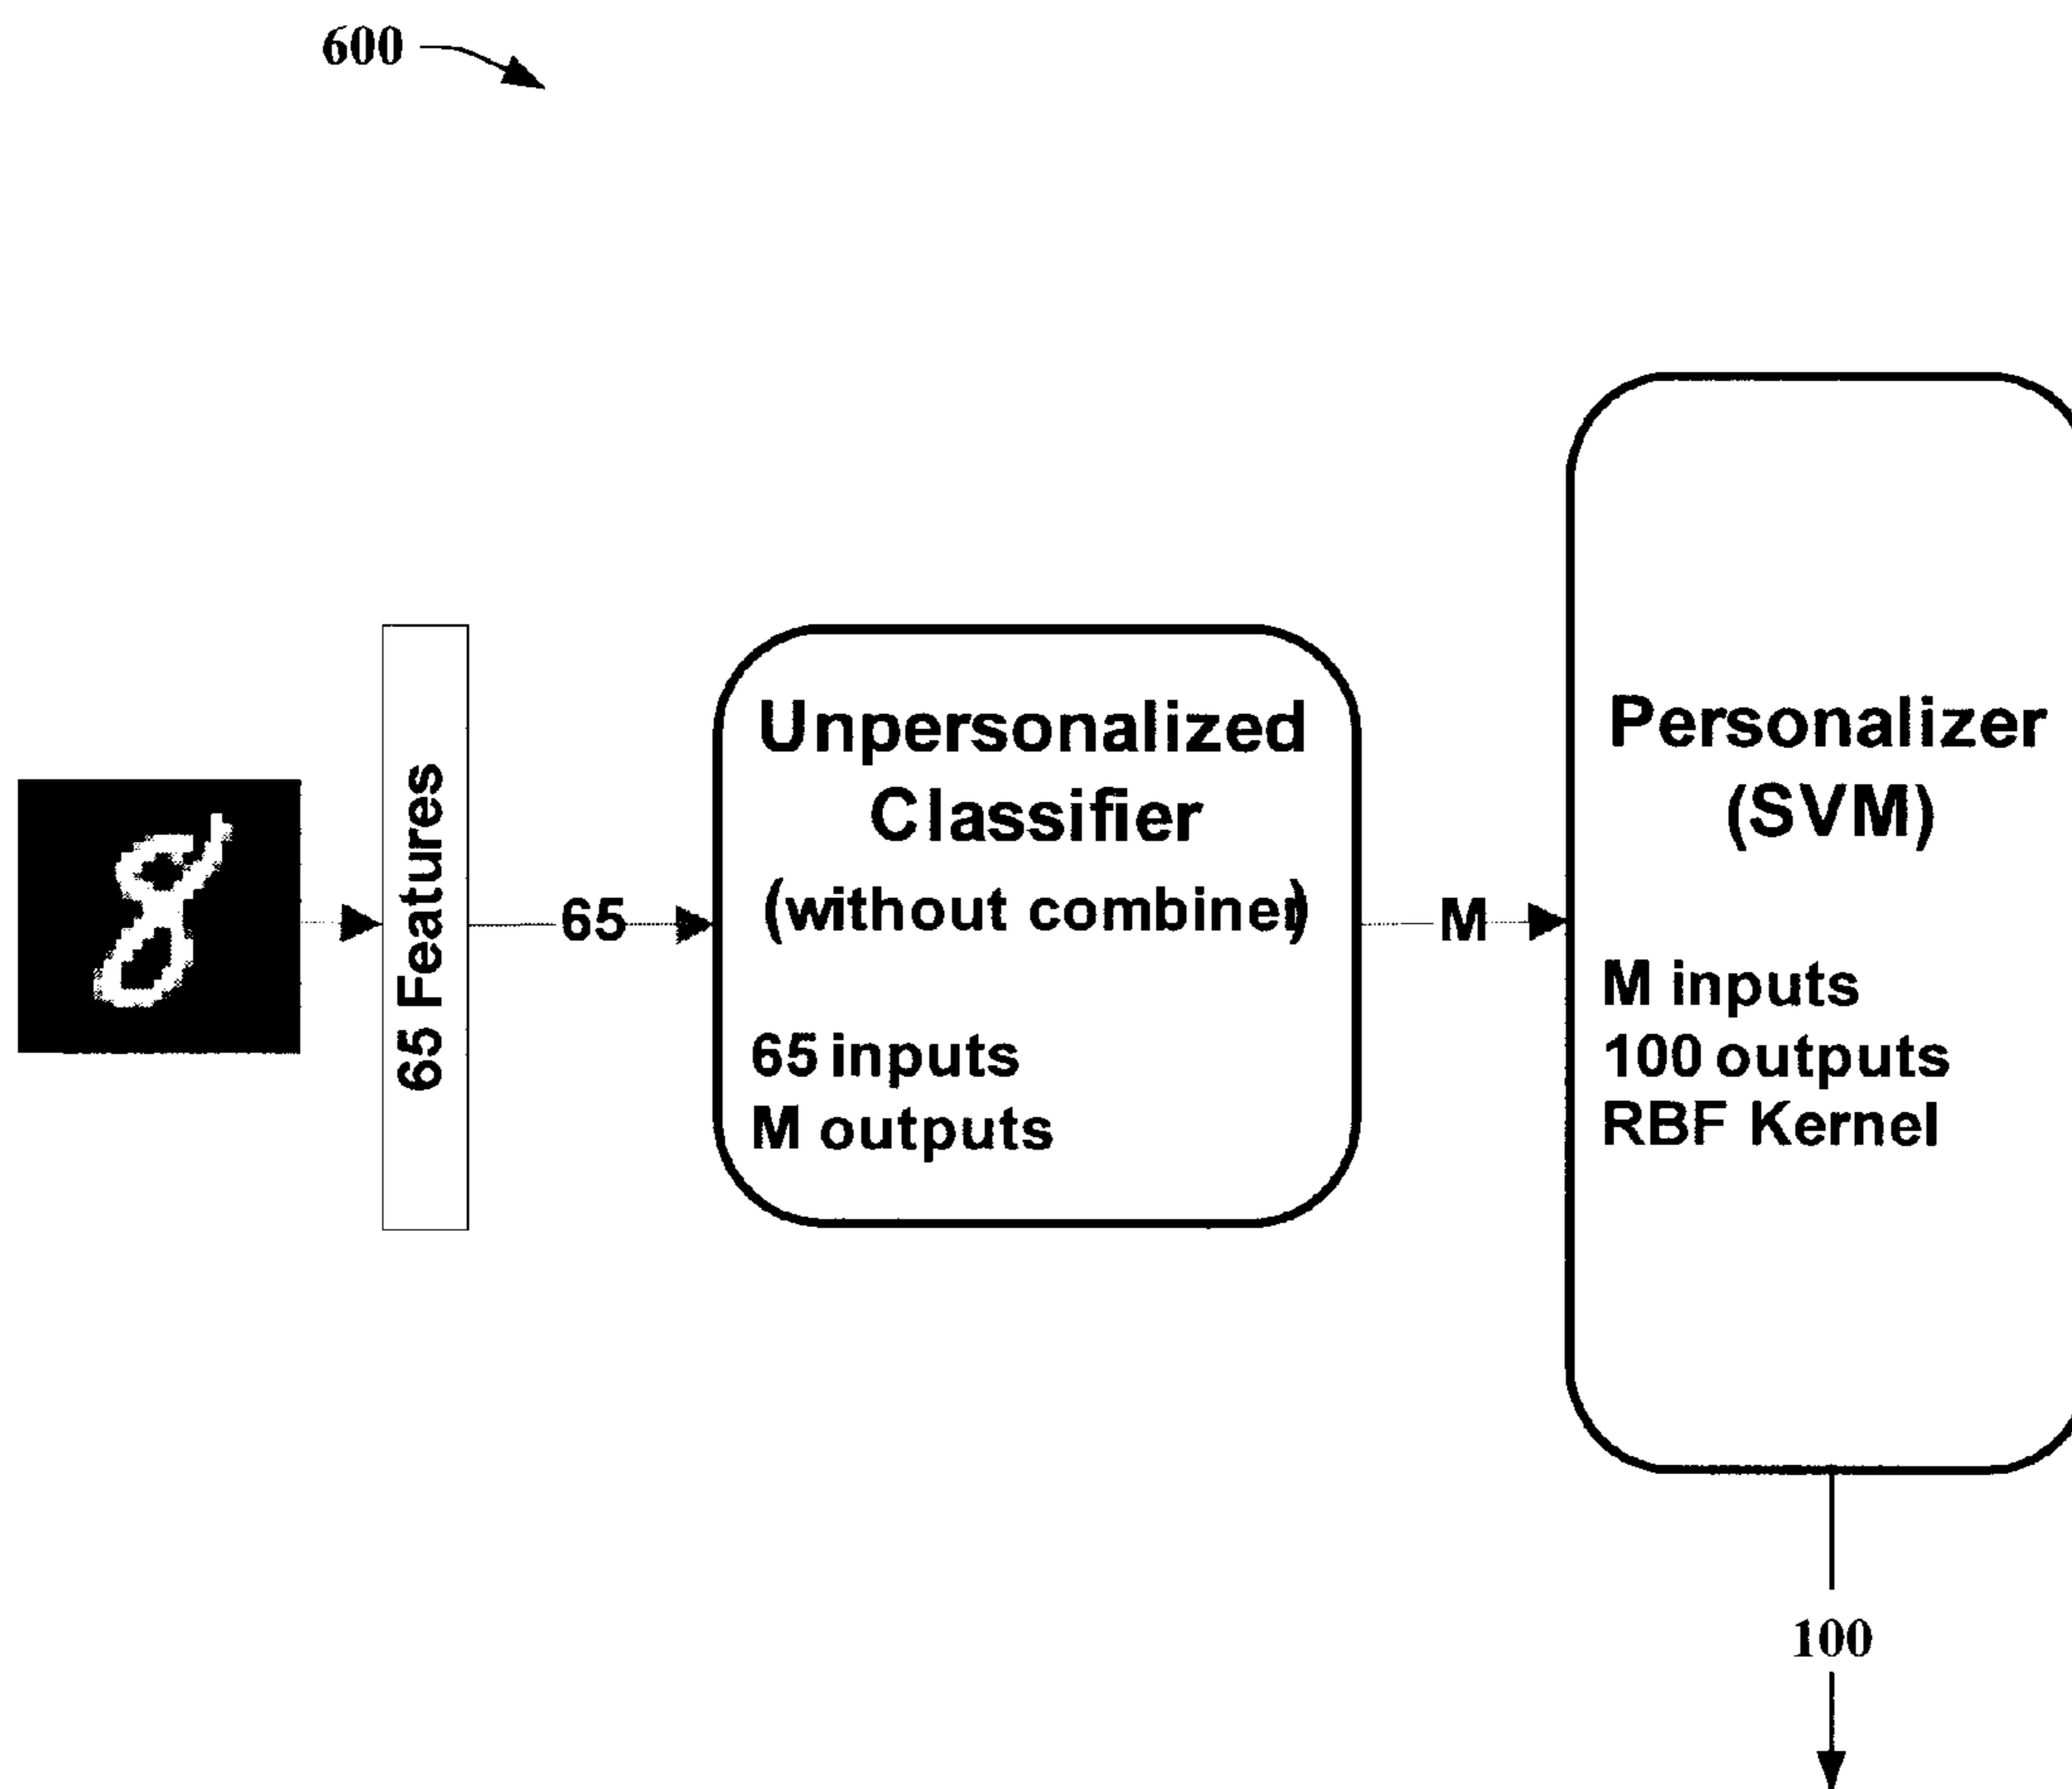 600
8
65 Features
65
Unpersonalized
Classifier
(without combiner)
65 inputs
M outputs
M
Personalizer
(SVM)
M inputs
100 outputs
RBF Kernel
100